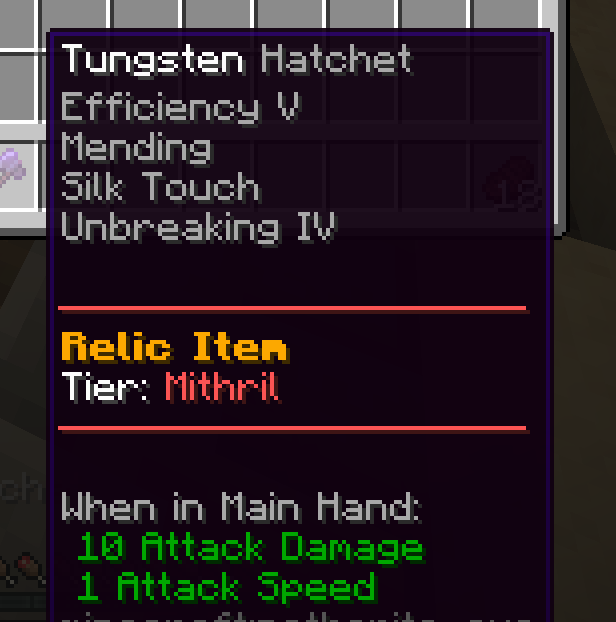 Tungsten Hatchet
Efficiency V
Mending
Silk Touch
Unbreaking IV
18
Relic Item
Tier: Mithril
When in Main Hand:
10 Attack Damage
1 Attack Speed